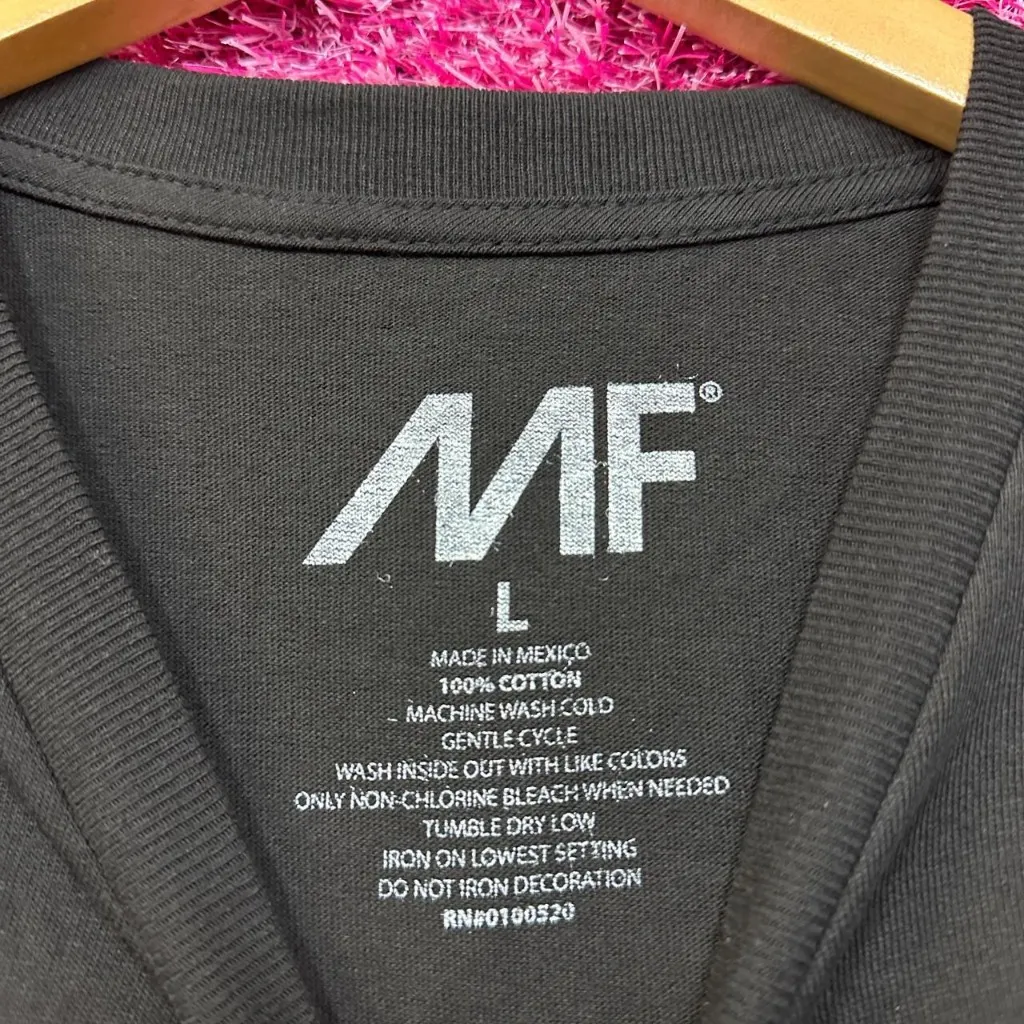 MF®
L
MADE IN MEXICO
100% COTTON
MACHINE WASH COLD
GENTLE CYCLE
WASH INSIDE OUT WITH LIKE COLORS
ONLY NON-CHLORINE BLEACH WHEN NEEDED
TUMBLE DRY LOW
IRON ON LOWEST SETTING
DO NOT IRON DECORATION
RN#0100520